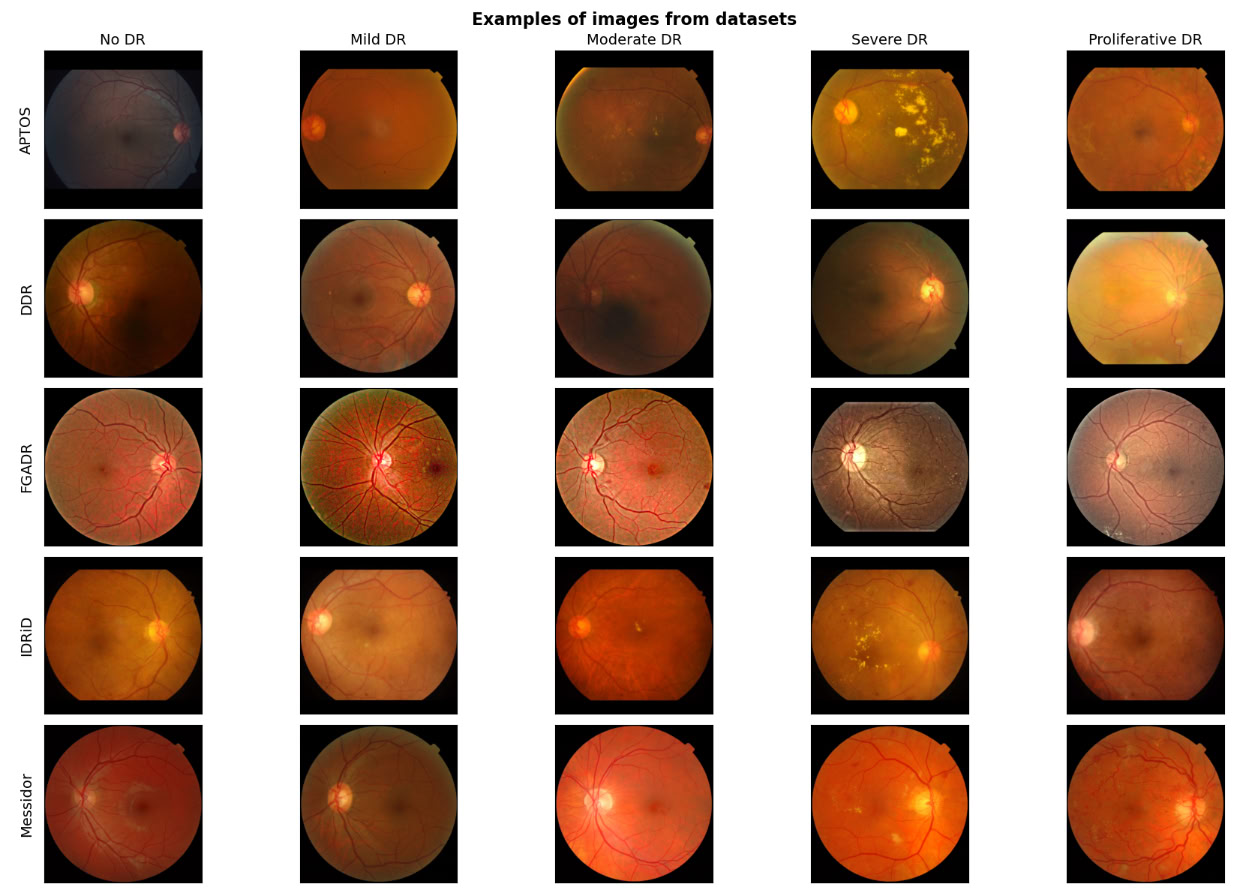 Examples of images from datasets
No DR
Mild DR
Moderate DR
Severe DR
Proliferative DR
APTOS
DDR
FGADR
IDRiD
Messidor